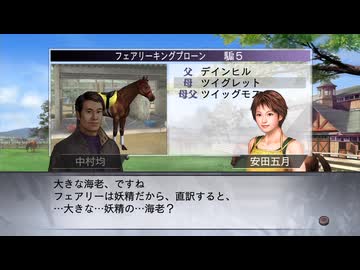 フェアリーキングプローン 騸5
父 デインヒル
母 ツイグレット
母父 ツイッグモス
中村均
安田五月
大きな海老、ですね
フェアリーは妖精だから、直訳すると、
…大きな…妖精の…海老？